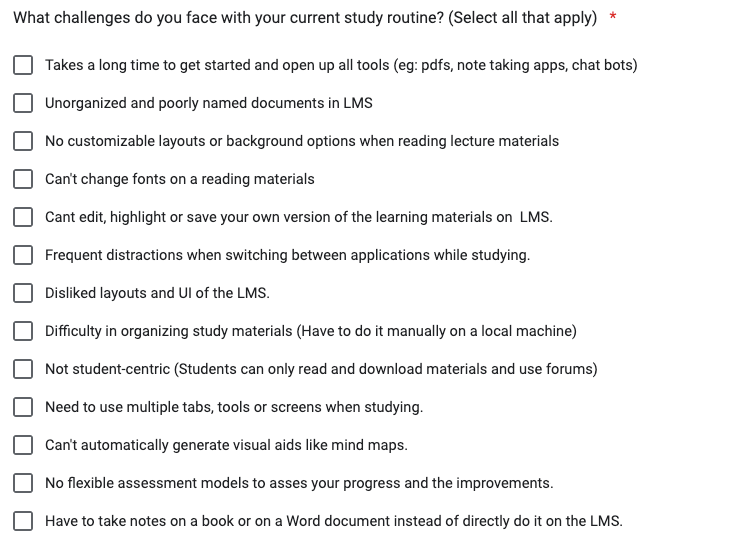 What challenges do you face with your current study routine? (Select all that apply) *
Takes a long time to get started and open up all tools (eg: pdfs, note taking apps, chat bots)
Unorganized and poorly named documents in LMS
No customizable layouts or background options when reading lecture materials
Can't change fonts on a reading materials
Cant edit, highlight or save your own version of the learning materials on  LMS.
Frequent distractions when switching between applications while studying.
Disliked layouts and UI of the LMS.
Difficulty in organizing study materials (Have to do it manually on a local machine)
Not student-centric (Students can only read and download materials and use forums)
Need to use multiple tabs, tools or screens when studying.
Can't automatically generate visual aids like mind maps.
No flexible assessment models to asses your progress and the improvements.
Have to take notes on a book or on a Word document instead of directly do it on the LMS.